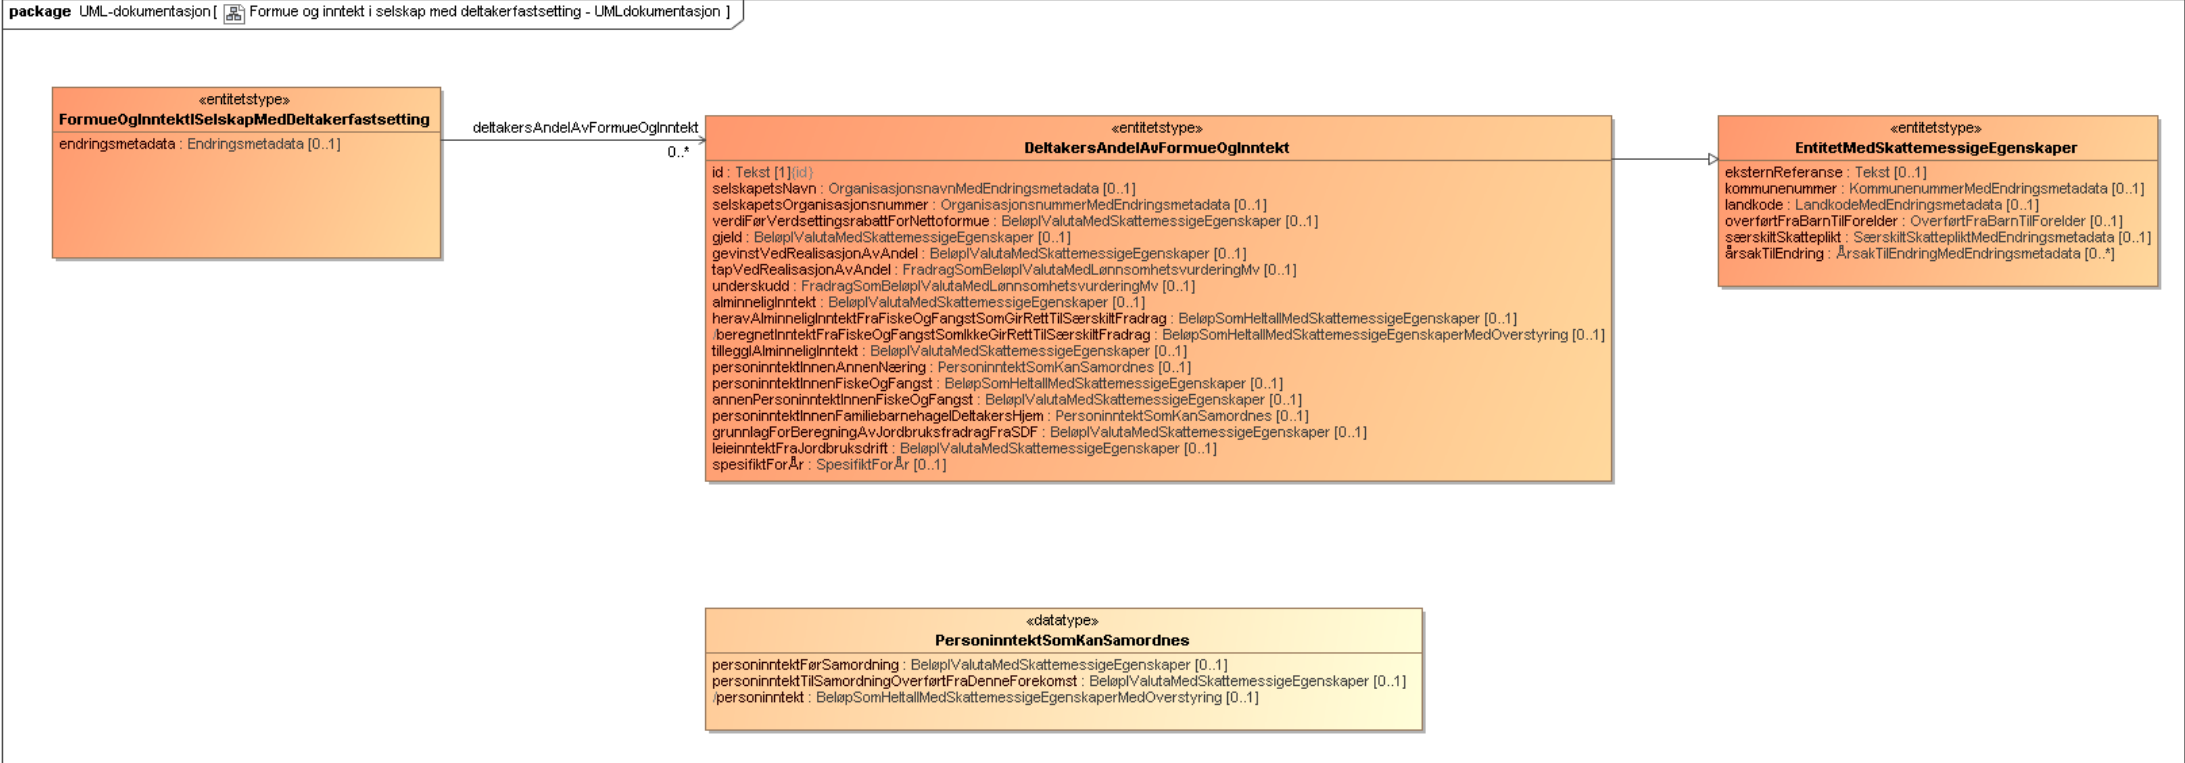 package UML-dokumentasjon[ Formue og inntekt i selskap med deltakerfastsetting - UMLdokumentasjon ]
«entitetstype»
FormueOgInntektISelskapMedDeltakerfastsetting
endringsmetadata : Endringsmetadata [0..1]
deltakersAndelAvFormueOgInntekt
0..*
«entitetstype»
DeltakersAndelAvFormueOgInntekt
id : Tekst [1]{id}
selskapetsNavn : OrganisasjonsnavnMedEndringsmetadata [0..1]
selskapetsOrganisasjonsnummer : OrganisasjonsnummerMedEndringsmetadata [0..1]
verdiFørVerdsettingsrabattForNettoformue : BeløpIValutaMedSkattemessigeEgenskaper [0..1]
gjeld : BeløpIValutaMedSkattemessigeEgenskaper [0..1]
gevinstVedRealisasjonAvAndel : BeløpIValutaMedSkattemessigeEgenskaper [0..1]
tapVedRealisasjonAvAndel : FradragSomBeløpIValutaMedLønnsomhetsvurderingMv [0..1]
underskudd : FradragSomBeløpIValutaMedLønnsomhetsvurderingMv [0..1]
alminneligInntekt : BeløpIValutaMedSkattemessigeEgenskaper [0..1]
heravAlminneligInntektFraFiskeOgFangstSomGirRettTilSærskiltFradrag : BeløpSomHeltallMedSkattemessigeEgenskaper [0..1]
/beregnetInntektFraFiskeOgFangstSomIkkeGirRettTilSærskiltFradrag : BeløpSomHeltallMedSkattemessigeEgenskaperMedOverstyring [0..1]
tilleggIAlminneligInntekt : BeløpIValutaMedSkattemessigeEgenskaper [0..1]
personinntektInnenAnnenNæring : PersoninntektSomKanSamordnes [0..1]
personinntektInnenFiskeOgFangst : BeløpSomHeltallMedSkattemessigeEgenskaper [0..1]
annenPersoninntektInnenFiskeOgFangst : BeløpIValutaMedSkattemessigeEgenskaper [0..1]
personinntektInnenFamiliebarnehageIDeltakersHjem : PersoninntektSomKanSamordnes [0..1]
grunnlagForBeregningAvJordbruksfradragFraSDF : BeløpIValutaMedSkattemessigeEgenskaper [0..1]
leieinntektFraJordbruksdrift : BeløpIValutaMedSkattemessigeEgenskaper [0..1]
spesifiktForÅr : SpesifiktForÅr [0..1]
«entitetstype»
EntitetMedSkattemessigeEgenskaper
eksternReferanse : Tekst [0..1]
kommunenummer : KommunenummerMedEndringsmetadata [0..1]
landkode : LandkodeMedEndringsmetadata [0..1]
overførtFraBarnTilForelder : OverførtFraBarnTilForelder [0..1]
særskiltSkatteplikt : SærskiltSkattepliktMedEndringsmetadata [0..1]
årsakTilEndring : ÅrsakTilEndringMedEndringsmetadata [0..*]
«datatype»
PersoninntektSomKanSamordnes
personinntektFørSamordning : BeløpIValutaMedSkattemessigeEgenskaper [0..1]
personinntektTilSamordningOverførtFraDenneForekomst : BeløpIValutaMedSkattemessigeEgenskaper [0..1]
/personinntekt : BeløpSomHeltallMedSkattemessigeEgenskaperMedOverstyring [0..1]